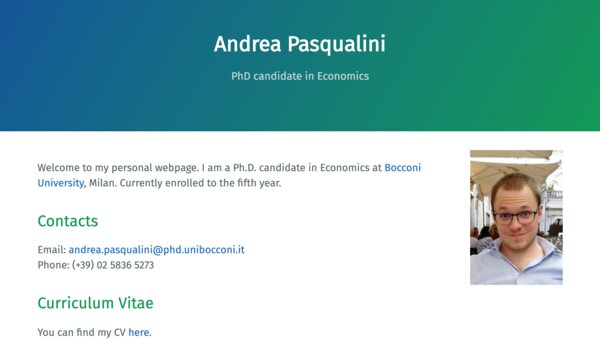 Andrea Pasqualini
PhD candidate in Economics
Welcome to my personal webpage. I am a Ph.D. candidate in Economics at Bocconi
University, Milan. Currently enrolled to the fifth year.
Contacts
Email: andrea.pasqualini@phd.unibocconi.it
Phone: (+39) 02 5836 5273
Curriculum Vitae
You can find my CV here.